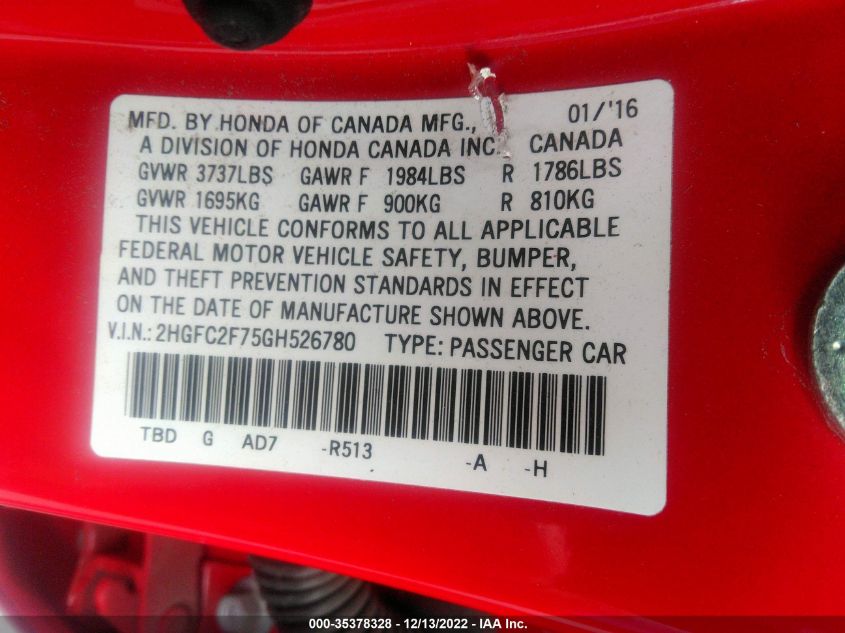 MFD. BY HONDA OF CANADA MFG., 01/'16
A DIVISION OF HONDA CANADA INC. CANADA
GVWR 3737LBS GAWR F 1984LBS R 1786LBS
GVWR 1695KG GAWR F 900KG R 810KG
THIS VEHICLE CONFORMS TO ALL APPLICABLE
FEDERAL MOTOR VEHICLE SAFETY, BUMPER,
AND THEFT PREVENTION STANDARDS IN EFFECT
ON THE DATE OF MANUFACTURE SHOWN ABOVE.
V.I.N.: 2HGFC2F75GH526780 TYPE: PASSENGER CAR
TBD G AD7 -R513 -A -H
000-35378328 - 12/13/2022 - IAA Inc.